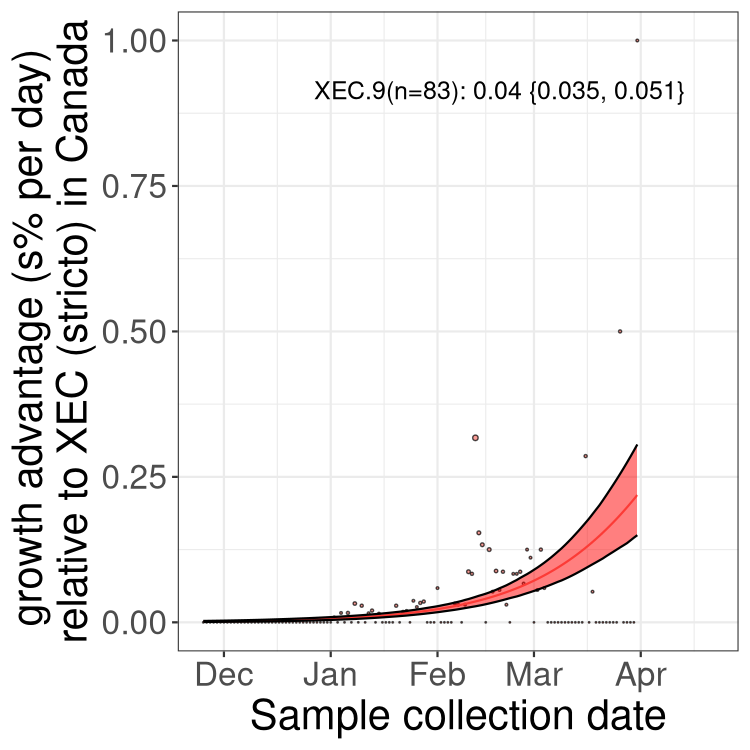 growth advantage (s% per day)
relative to XEC (stricto) in Canada
1.00
0.75
0.50
0.25
0.00
XEC.9(n=83): 0.04 {0.035, 0.051}
Dec Jan Feb Mar Apr
Sample collection date